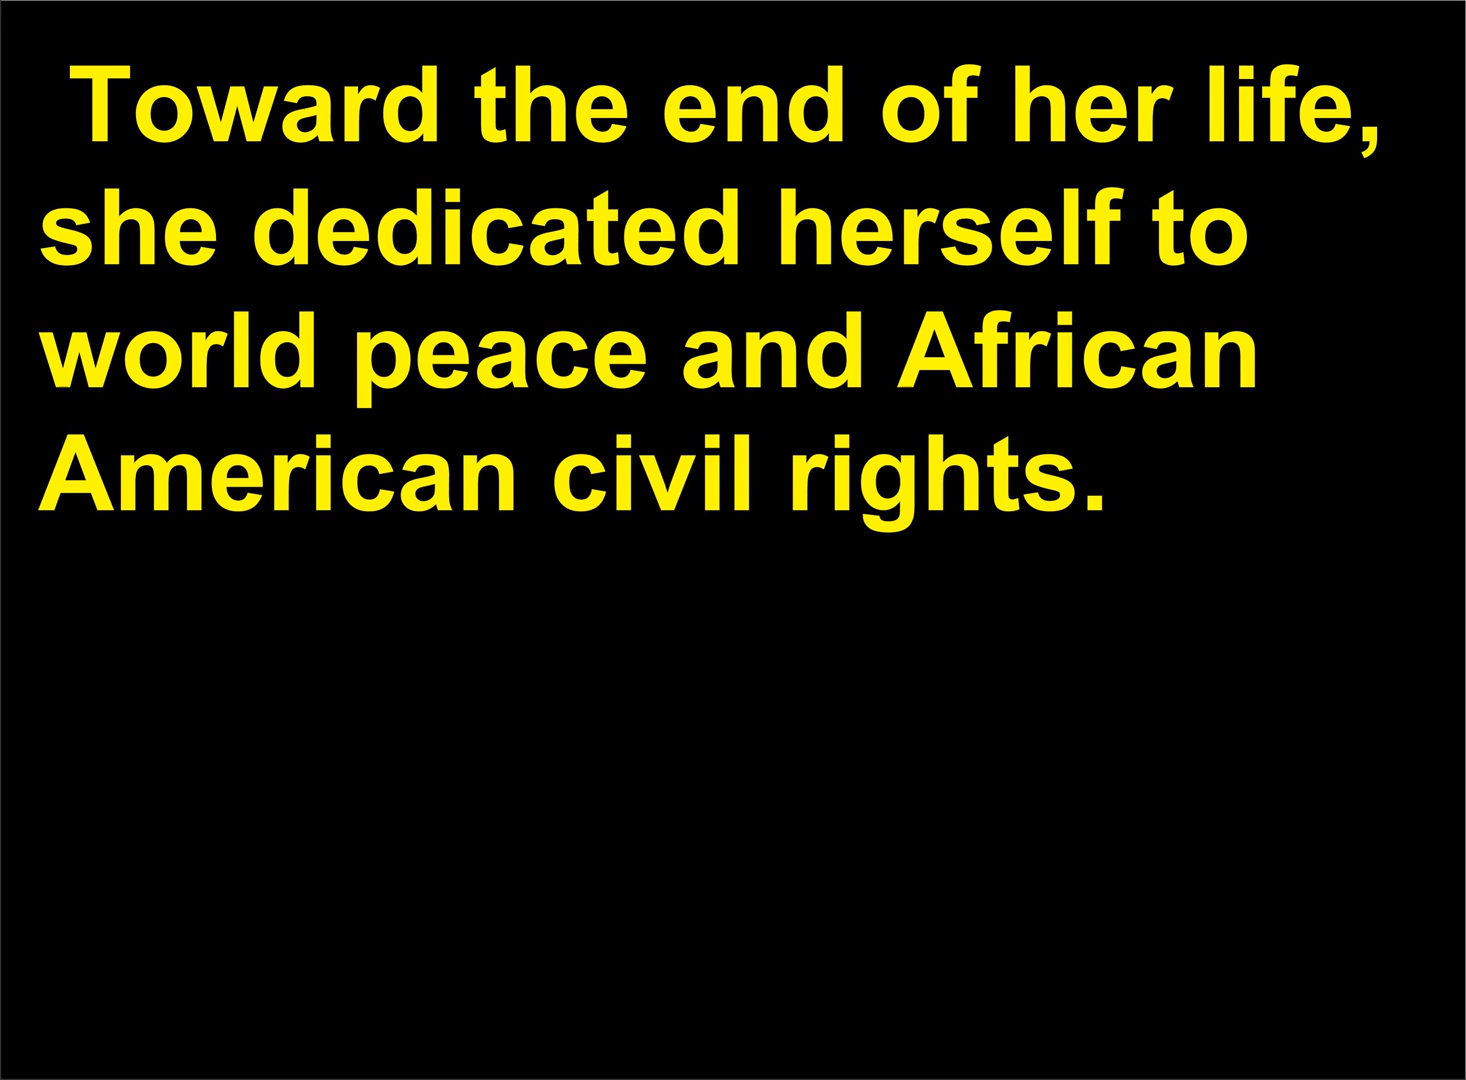 Toward the end of her life,
she dedicated herself to
world peace and African
American civil rights.